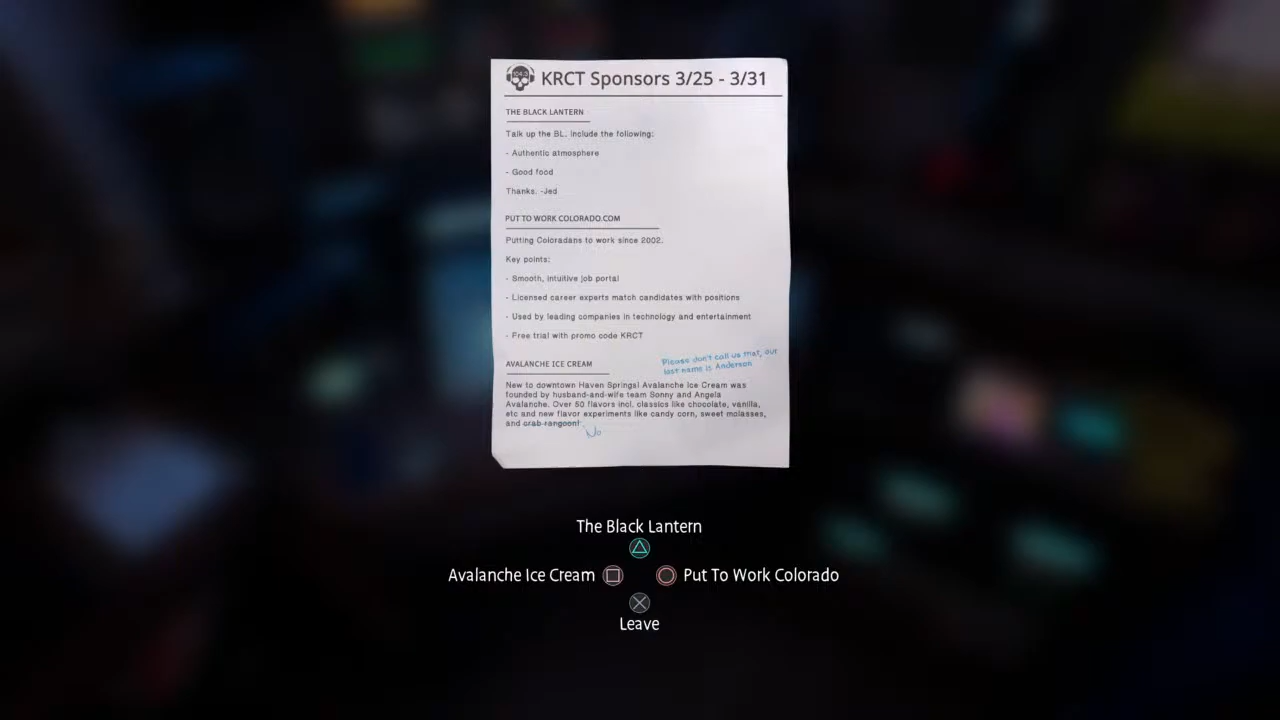 KRCT Sponsors 3/25 - 3/31
THE BLACK LANTERN
Talk up the BL. Include the following:
- Authentic atmosphere
- Good food
Thanks. -Jed
PUT TO WORK COLORADO.COM
Putting Coloradans to work since 2002.
Key points:
- Smooth, intuitive job portal
- Licensed career experts match candidates with positions
- Used by leading companies in technology and entertainment
- Free trial with promo code KRCT
Please don't call us that, our
last name is Anderson
AVALANCHE ICE CREAM
New to downtown Haven Springs! Avalanche Ice Cream was
founded by husband-and-wife team Sonny and Angela
Avalanche. Over 50 flavors incl. classics like chocolate, vanilla,
etc and new flavor experiments like candy corn, sweet molasses,
and crab rangoon!
No
The Black Lantern
Avalanche Ice Cream
Put To Work Colorado
Leave